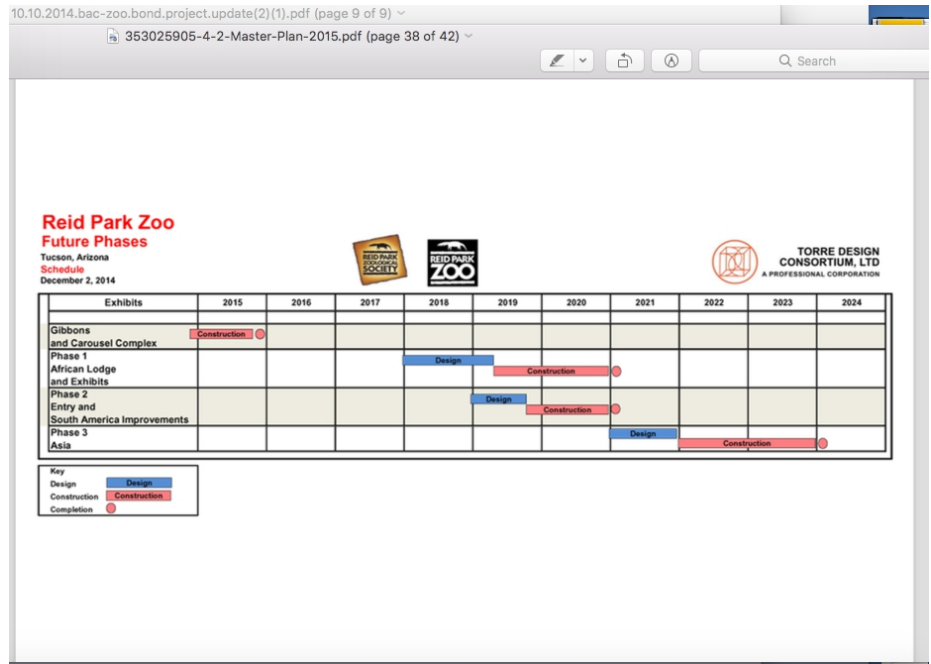 10.10.2014.bac-zoo.bond.project.update(2)(1).pdf (page 9 of 9)
353025905-4-2-Master-Plan-2015.pdf (page 38 of 42)
Search
Reid Park Zoo
Future Phases
Tucson, Arizona
Schedule
December 2, 2014
REID PARK
ZOOLOGICAL
SOCIETY
REID PARK
ZOO
TORRE DESIGN
CONSORTIUM, LTD
A PROFESSIONAL CORPORATION
Exhibits 2015 2016 2017 2018 2019 2020 2021 2022 2023 2024
Gibbons
and Carousel Complex
Construction
Phase 1
African Lodge
and Exhibits
Design
Construction
Phase 2
Entry and
South America Improvements
Design
Construction
Phase 3
Asia
Design
Construction
Key
Design Design
Construction Construction
Completion